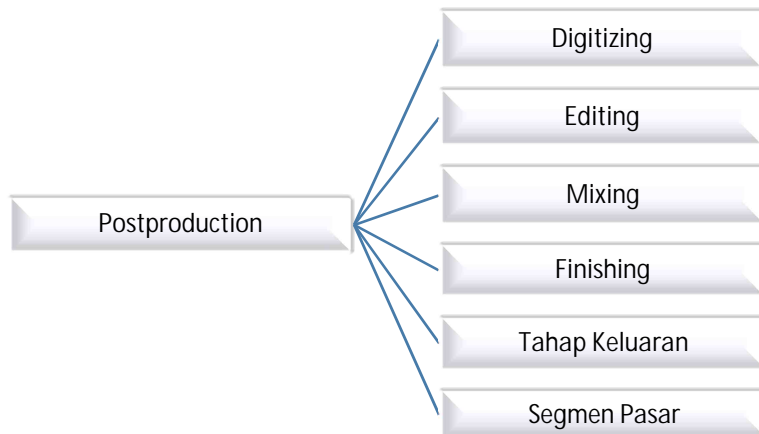 Digitizing
Editing
Mixing
Postproduction
Finishing
Tahap Keluaran
Segmen Pasar